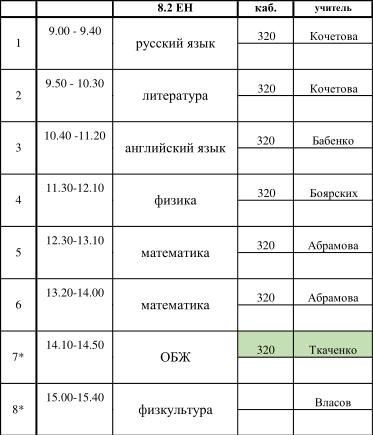 8.2 ЕН каб. учитель
1 9.00 - 9.40 русский язык 320 Кочетова
2 9.50 - 10.30 литература 320 Кочетова
3 10.40 -11.20 английский язык 320 Бабенко
4 11.30-12.10 физика 320 Боярских
5 12.30-13.10 математика 320 Абрамова
6 13.20-14.00 математика 320 Абрамова
7* 14.10-14.50 ОБЖ 320 Ткаченко
8* 15.00-15.40 физкультура Власов